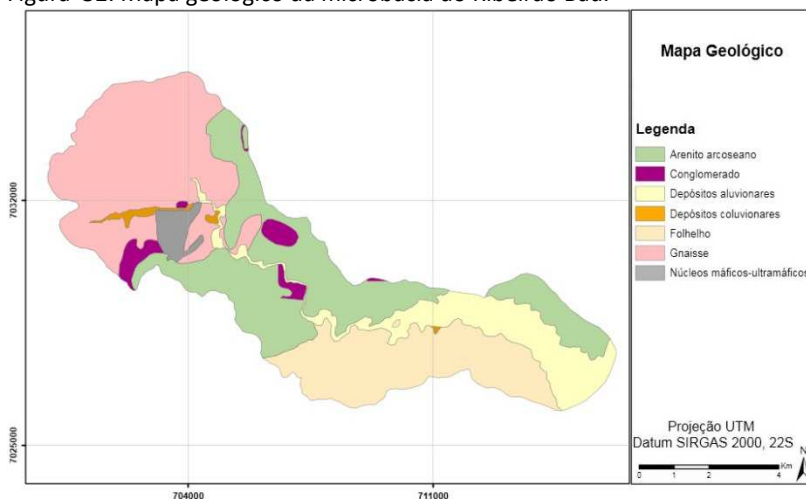 Figura 02: Mapa geológico da microbacia do Ribeirão Baú.
Mapa Geológico
Legenda
Arenito arcoseano
Conglomerado
Depósitos aluvionares
Depósitos coluvionares
Folhelho
Gnaisse
Núcleos máficos-ultramáficos
7032000
7025000
704000
711000
Projeção UTM
Datum SIRGAS 2000, 22S
0 1 2 4
Km
N